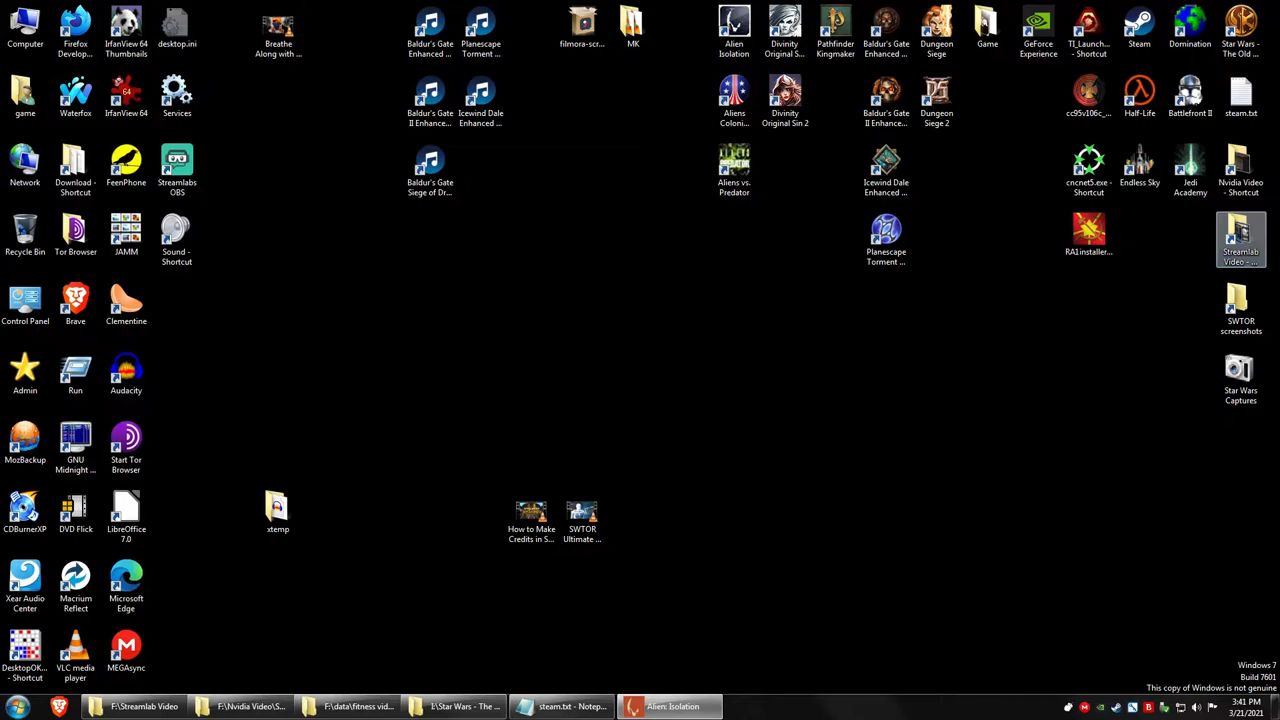 Computer
Firefox
Develop...
IrfanView 64
Thumbnails
desktop.ini
Breathe
Along with ...
Baldur's Gate
Enhanced ...
Planescape
Torment ...
filmora-scr...
MK
Alien
Isolation
Divinity
Original S...
Pathfinder
Kingmaker
Baldur's Gate
Enhance...
Dungeon
Siege
Game
GeForce
Experience
TI_Launch...
- Shortcut
Steam
Domination
Star Wars -
The Old ...
game
Waterfox
64
IrfanView 64
Services
Baldur's Gate
II Enhance...
Icewind Dale
Enhanced ...
Aliens
Coloni...
Divinity
Original Sin 2
Baldur's Gate
II Enhance...
Dungeon
Siege 2
cc95v106c_...
Half-Life
Battlefront II
steam.txt
Network
Download -
Shortcut
FeenPhone
Streamlabs
OBS
Baldur's Gate
Siege of Dr...
Aliens vs.
Predator
Icewind Dale
Enhanced ...
cncnet5.exe -
Shortcut
Endless Sky
Jedi
Academy
Nvidia Video
- Shortcut
Recycle Bin
Tor Browser
JAMM
Sound -
Shortcut
Planescape
Torment ...
RA1installer...
Streamlab
Video - ...
Control Panel
Brave
Clementine
SWTOR
screenshots
Admin
Run
Audacity
Star Wars
Captures
MozBackup
GNU
Midnight ...
Start Tor
Browser
CDBurnerXP
DVD Flick
LibreOffice
7.0
xtemp
How to Make
Credits in S...
SWTOR
Ultimate ...
Xear Audio
Center
Macrium
Reflect
Microsoft
Edge
DesktopOK...
- Shortcut
VLC media
player
MEGAsync
Windows 7
Build 7601
This copy of Windows is not genuine
F:\Streamlab Video
F:\Nvidia Video\S...
F:\data\fitness vid...
I:\Star Wars - The ...
steam.txt - Notep...
Alien: Isolation
3:41 PM
3/21/2021